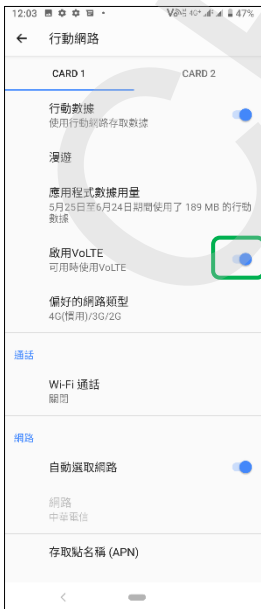 12:03 47%
行動網路
CARD 1 CARD 2
行動數據
使用行動網路存取數據
漫遊
應用程式數據用量
5月25日至6月24日期間使用了 189 MB 的行動
數據
啟用VoLTE
可用時使用VoLTE
偏好的網路類型
4G(慣用)/3G/2G
通話
Wi-Fi 通話
關閉
網路
自動選取網路
網路
中華電信
存取點名稱 (APN)